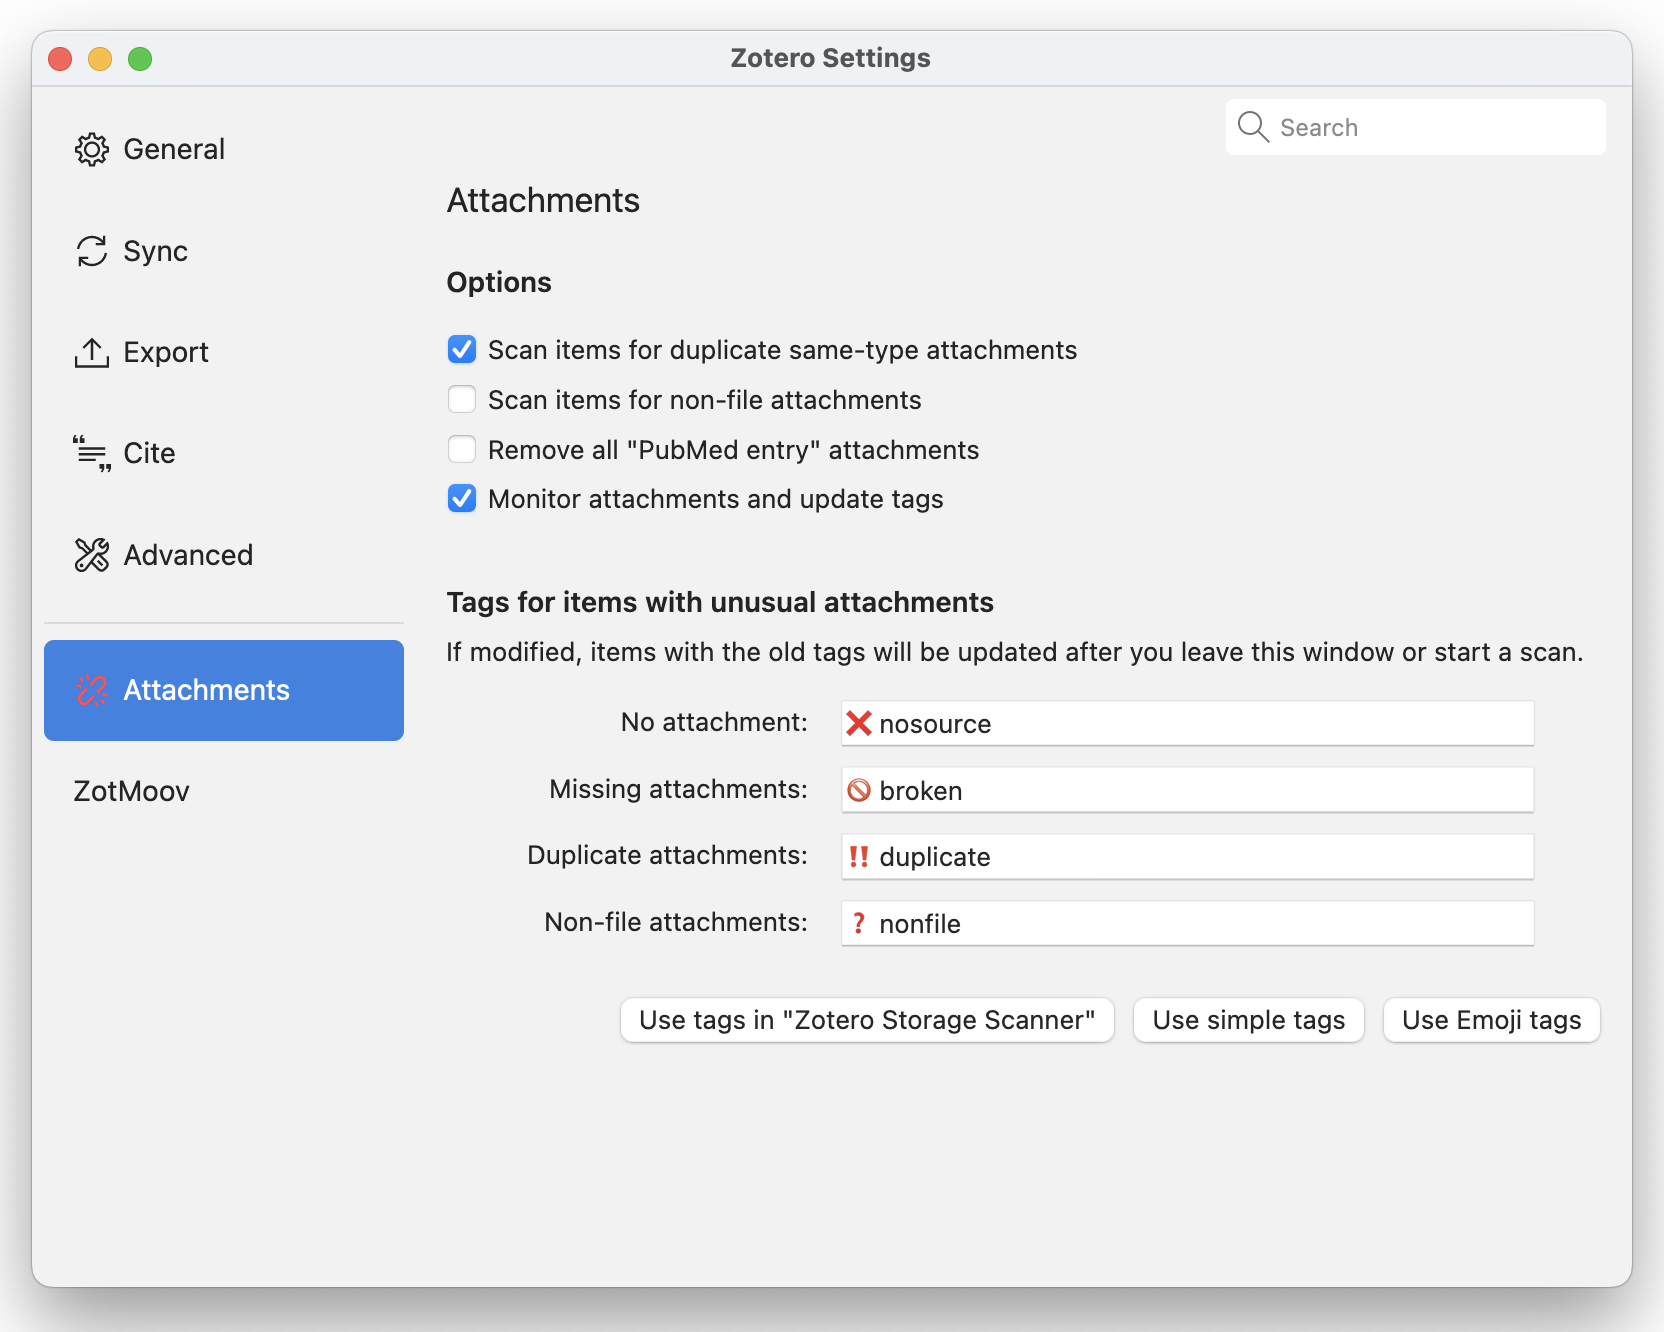 Zotero Settings
Search
General
Sync
Export
Cite
Advanced
Attachments
ZotMoov
Attachments
Options
Scan items for duplicate same-type attachments
Scan items for non-file attachments
Remove all "PubMed entry" attachments
Monitor attachments and update tags
Tags for items with unusual attachments
If modified, items with the old tags will be updated after you leave this window or start a scan.
No attachment: ❌ nosource
Missing attachments: 🚫 broken
Duplicate attachments: ‼️ duplicate
Non-file attachments: ❓ nonfile
Use tags in "Zotero Storage Scanner" Use simple tags Use Emoji tags